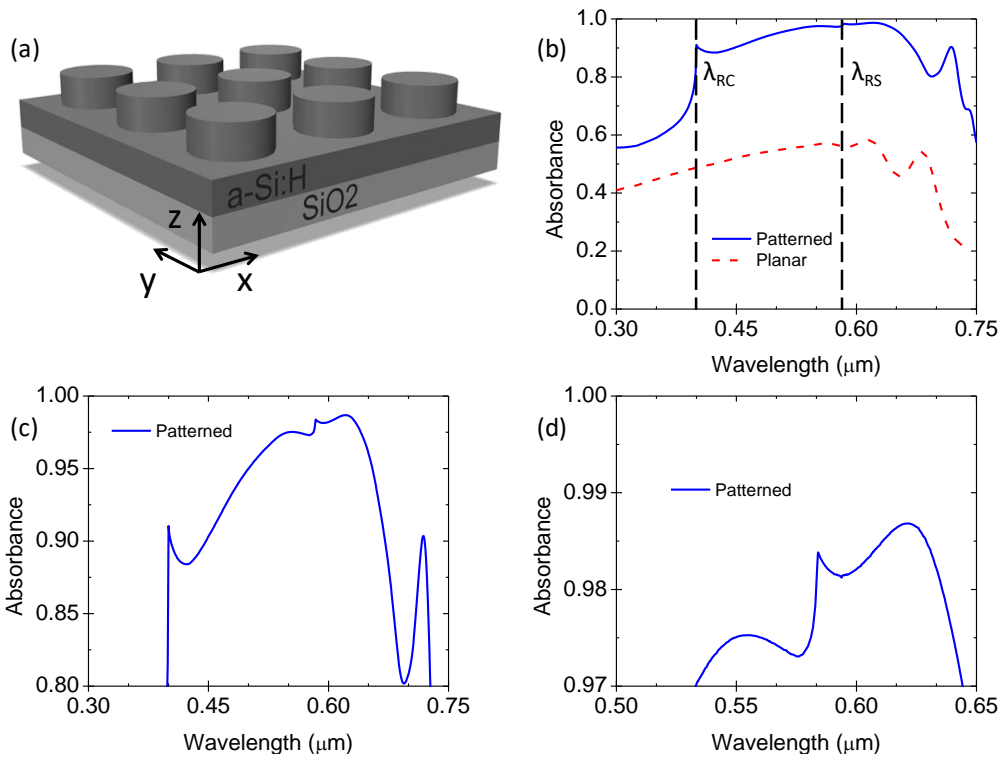 (a)
a-Si:H
SiO2
z
y
x
(b)
1.0
0.8
0.6
0.4
0.2
0.0
Absorbance
λRC
λRS
Patterned
Planar
0.30
0.45
0.60
0.75
Wavelength (μm)
(c)
1.00
0.95
0.90
0.85
0.80
Absorbance
Patterned
0.30
0.45
0.60
0.75
Wavelength (μm)
(d)
1.00
0.99
0.98
0.97
Absorbance
Patterned
0.50
0.55
0.60
0.65
Wavelength (μm)